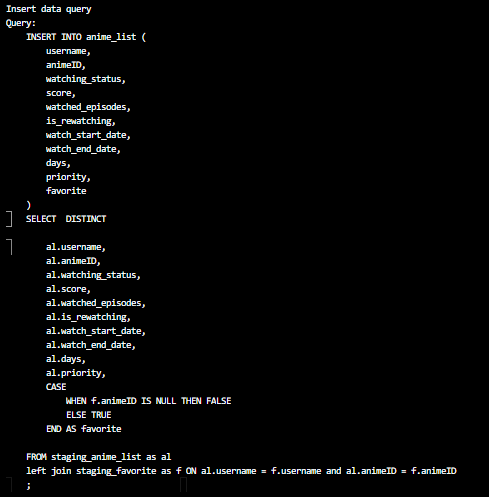 Insert data query
Query:
INSERT INTO anime_list (
username,
animeID,
watching_status,
score,
watched_episodes,
is_rewatching,
watch_start_date,
watch_end_date,
days,
priority,
favorite
)
SELECT  DISTINCT
al.username,
al.animeID,
al.watching_status,
al.score,
al.watched_episodes,
al.is_rewatching,
al.watch_start_date,
al.watch_end_date,
al.days,
al.priority,
CASE
WHEN f.animeID IS NULL THEN FALSE
ELSE TRUE
END AS favorite
FROM staging_anime_list as al
left join staging_favorite as f ON al.username = f.username and al.animeID = f.animeID
;